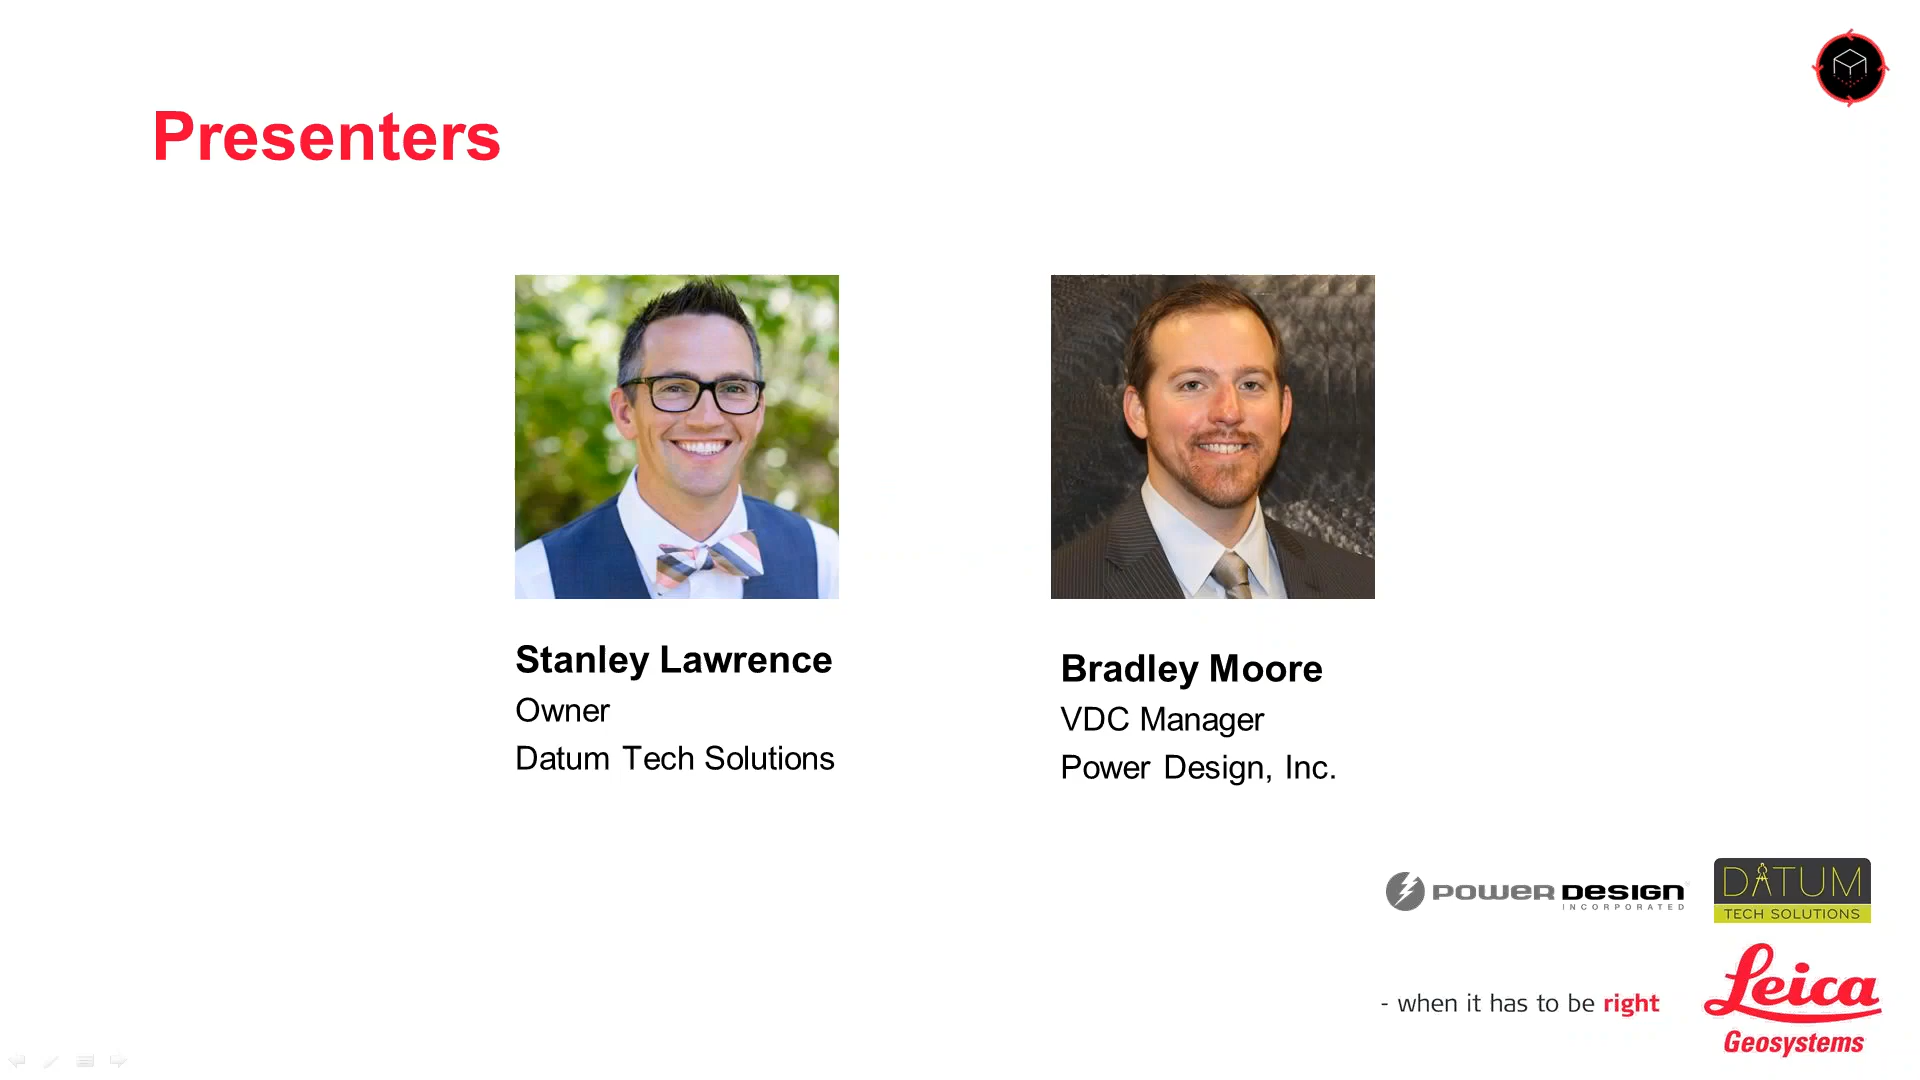 Presenters
Stanley Lawrence
Owner
Datum Tech Solutions
Bradley Moore
VDC Manager
Power Design, Inc.
POWER DESIGN
INCORPORATED
DATUM
TECH SOLUTIONS
- when it has to be right
Leica
Geosystems